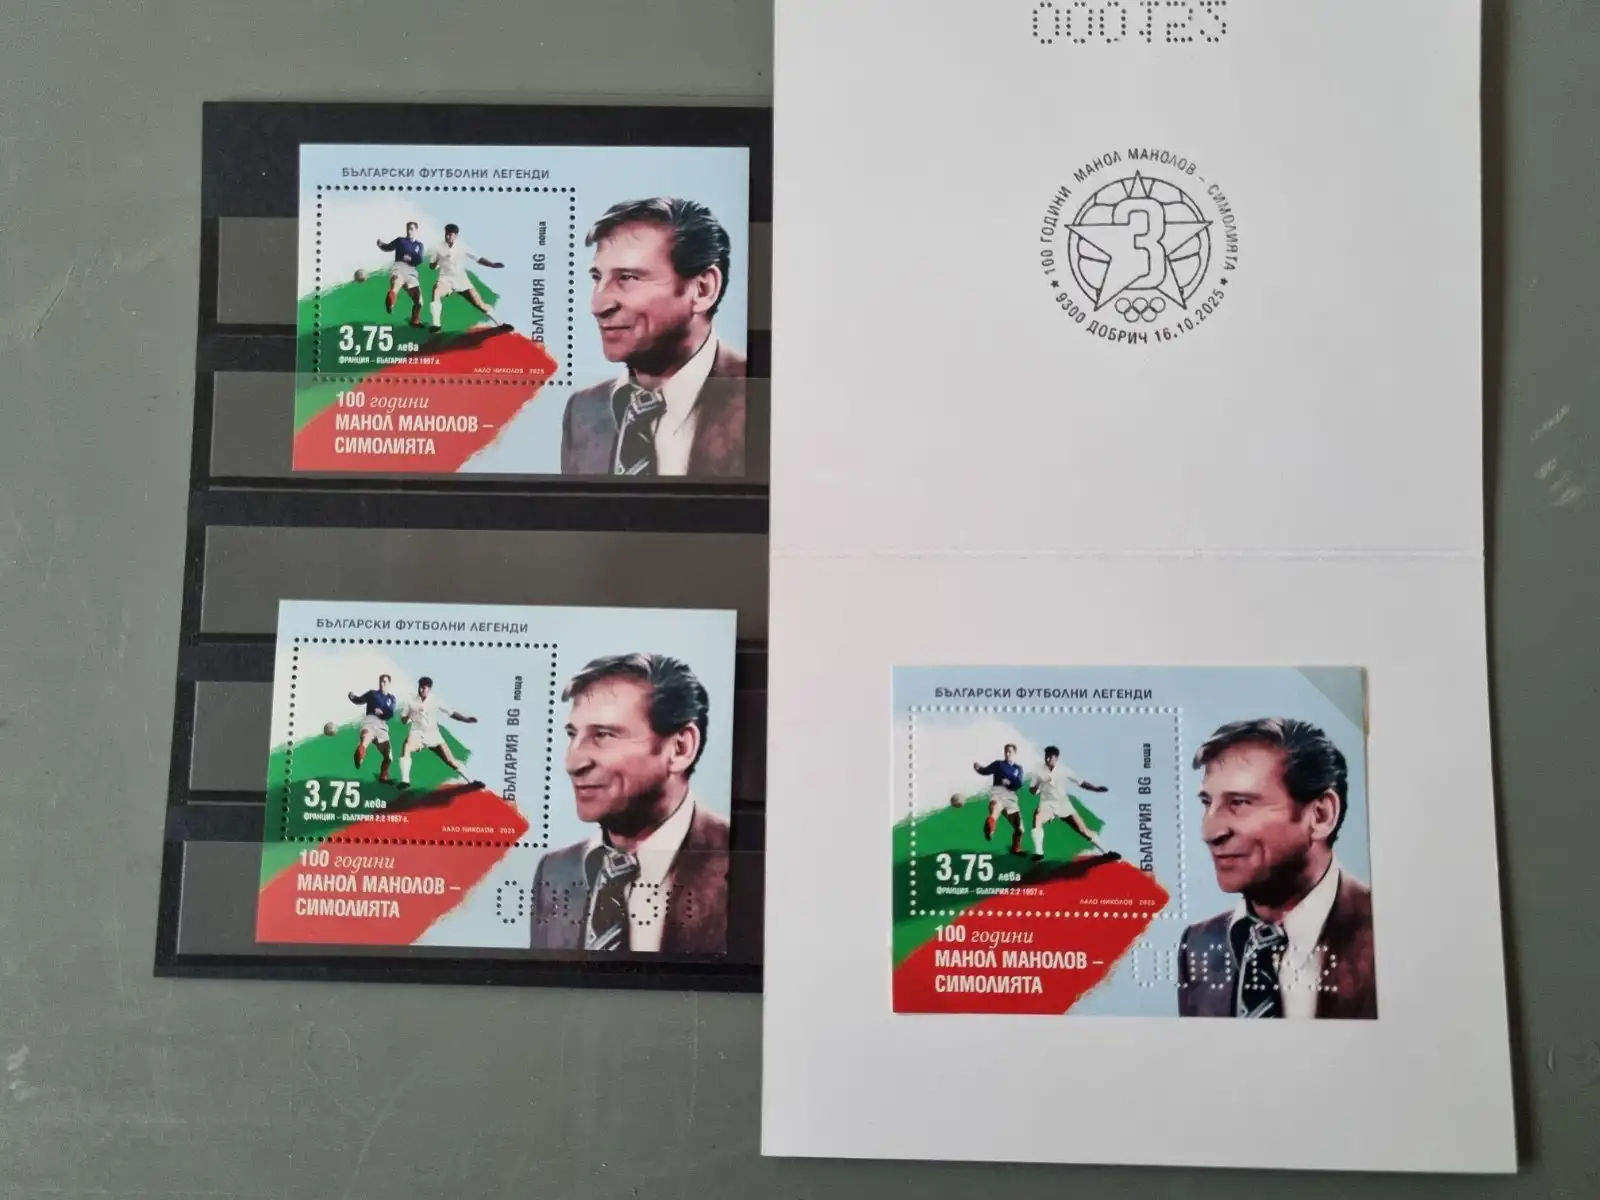 БЪЛГАРСКИ ФУТБОЛНИ ЛЕГЕНДИ
БЪЛГАРИЯ BG поща
3,75 лева
ФРАНЦИЯ – БЪЛГАРИЯ 2:2 1957 г.
ЛАЛО НИКОЛОВ 2025
100 години
МАНОЛ МАНОЛОВ –
СИМОЛИЯТА
БЪЛГАРСКИ ФУТБОЛНИ ЛЕГЕНДИ
БЪЛГАРИЯ BG поща
3,75 лева
ФРАНЦИЯ – БЪЛГАРИЯ 2:2 1957 г.
ЛАЛО НИКОЛОВ 2025
100 години
МАНОЛ МАНОЛОВ –
СИМОЛИЯТА
000125
★ 100 ГОДИНИ МАНОЛ МАНОЛОВ – СИМОЛИЯТА ★
3
9300 ДОБРИЧ 16.10.2025
БЪЛГАРСКИ ФУТБОЛНИ ЛЕГЕНДИ
БЪЛГАРИЯ BG поща
3,75 лева
ФРАНЦИЯ – БЪЛГАРИЯ 2:2 1957 г.
ЛАЛО НИКОЛОВ 2025
100 години
МАНОЛ МАНОЛОВ –
СИМОЛИЯТА